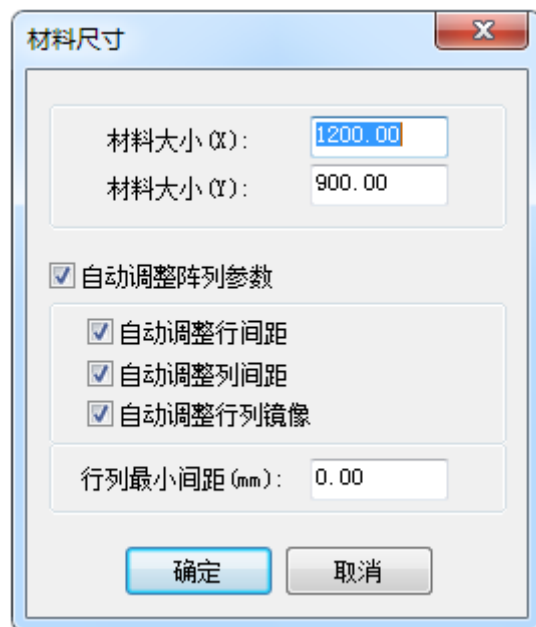 材料尺寸
材料大小(X): 1200.00
材料大小(Y): 900.00
自动调整阵列参数
自动调整行间距
自动调整列间距
自动调整行列镜像
行列最小间距(mm): 0.00
确定 取消